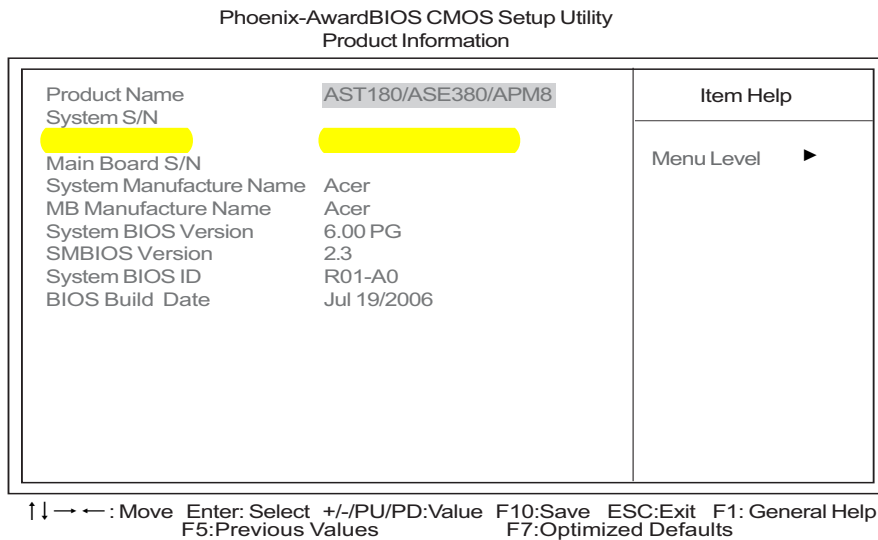 Phoenix-AwardBIOS CMOS Setup Utility
Product Information
Product Name AST180/ASE380/APM8
System S/N
Main Board S/N
System Manufacture Name Acer
MB Manufacture Name Acer
System BIOS Version 6.00 PG
SMBIOS Version 2.3
System BIOS ID R01-A0
BIOS Build Date Jul 19/2006
Item Help
Menu Level ►
↑↓→←: Move Enter: Select +/-/PU/PD:Value F10:Save ESC:Exit F1: General Help
F5:Previous Values F7:Optimized Defaults